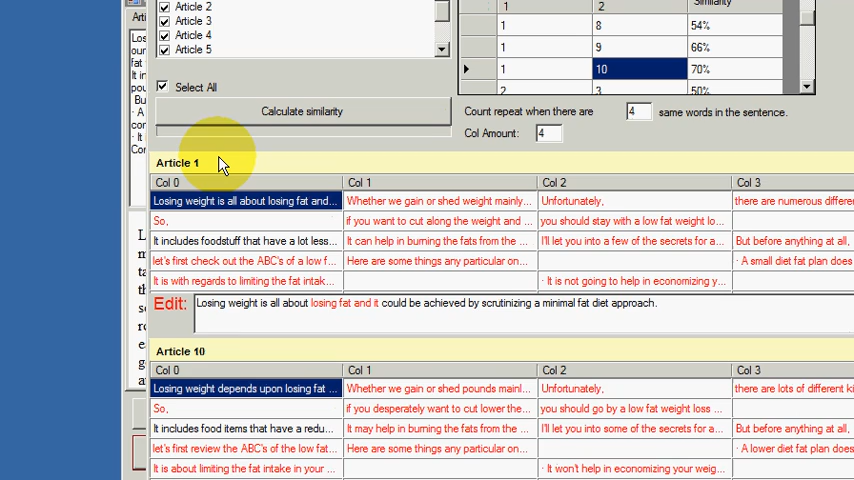 1 2 Similarity
Article 2
Article 3
Article 4
Article 5
1 8 54%
1 9 66%
1 10 70%
2 3 50%
Select All
Calculate similarity
Count repeat when there are 4 same words in the sentence.
Col Amount: 4
Article 1
Col 0 Col 1 Col 2 Col 3
Losing weight is all about losing fat and... Whether we gain or shed weight mainly... Unfortunately, there are numerous differe
So, if you want to cut along the weight and ... you should stay with a low fat weight lo...
It includes foodstuff that have a lot less... It can help in burning the fats from the ... I'll let you into a few of the secrets for a... But before anything at all,
let's first check out the ABC's of a low f... Here are some things any particular on... · A small diet fat plan does
It is with regards to limiting the fat intak... · It is not going to help in economizing y...
Edit: Losing weight is all about losing fat and it could be achieved by scrutinizing a minimal fat diet approach.
Article 10
Col 0 Col 1 Col 2 Col 3
Losing weight depends upon losing fat ... Whether we gain or shed pounds mainl... Unfortunately, there are lots of different ki
So, if you desperately want to cut lower the... you should go by a low fat weight loss ...
It includes food items that have a redu... It may help in burning the fats from the ... I'll let you into some of the secrets for a... But before anything at all,
let's first review the ABC's of the low fat... Here are some things any particular on... · A lower diet fat plan does
It is about limiting the fat intake in your ... · It won't help in economizing your weig...